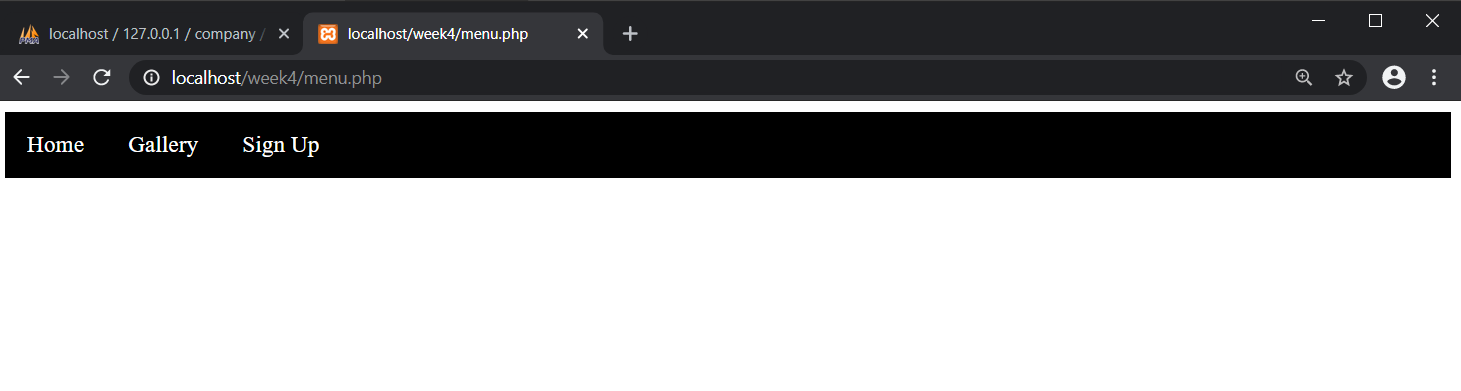 localhost / 127.0.0.1 / company /
localhost/week4/menu.php
localhost/week4/menu.php
Home Gallery Sign Up